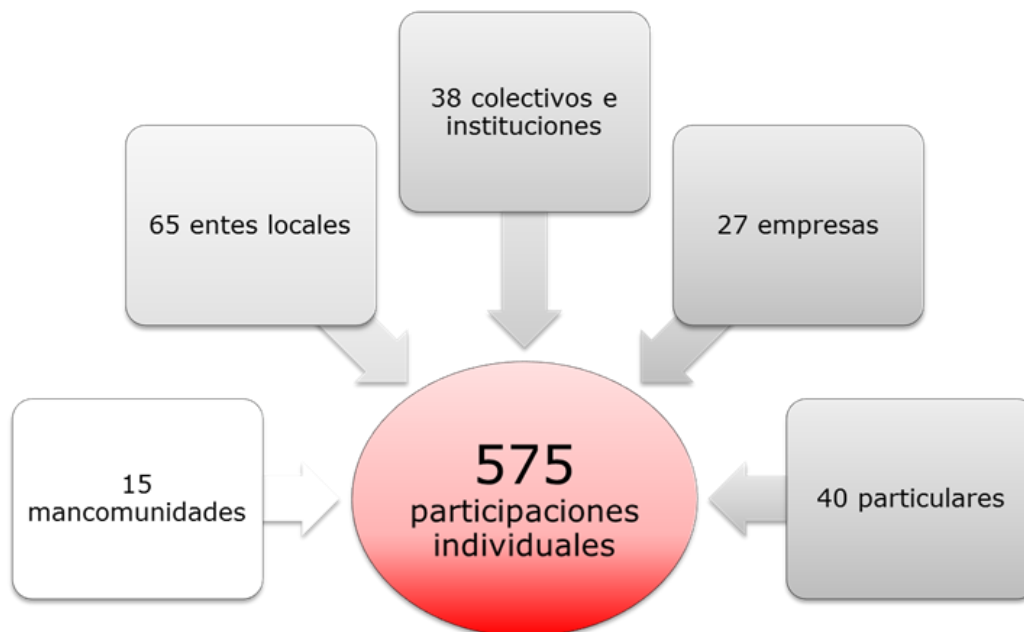 38 colectivos e
instituciones
65 entes locales
27 empresas
15
mancomunidades
575
participaciones
individuales
40 particulares